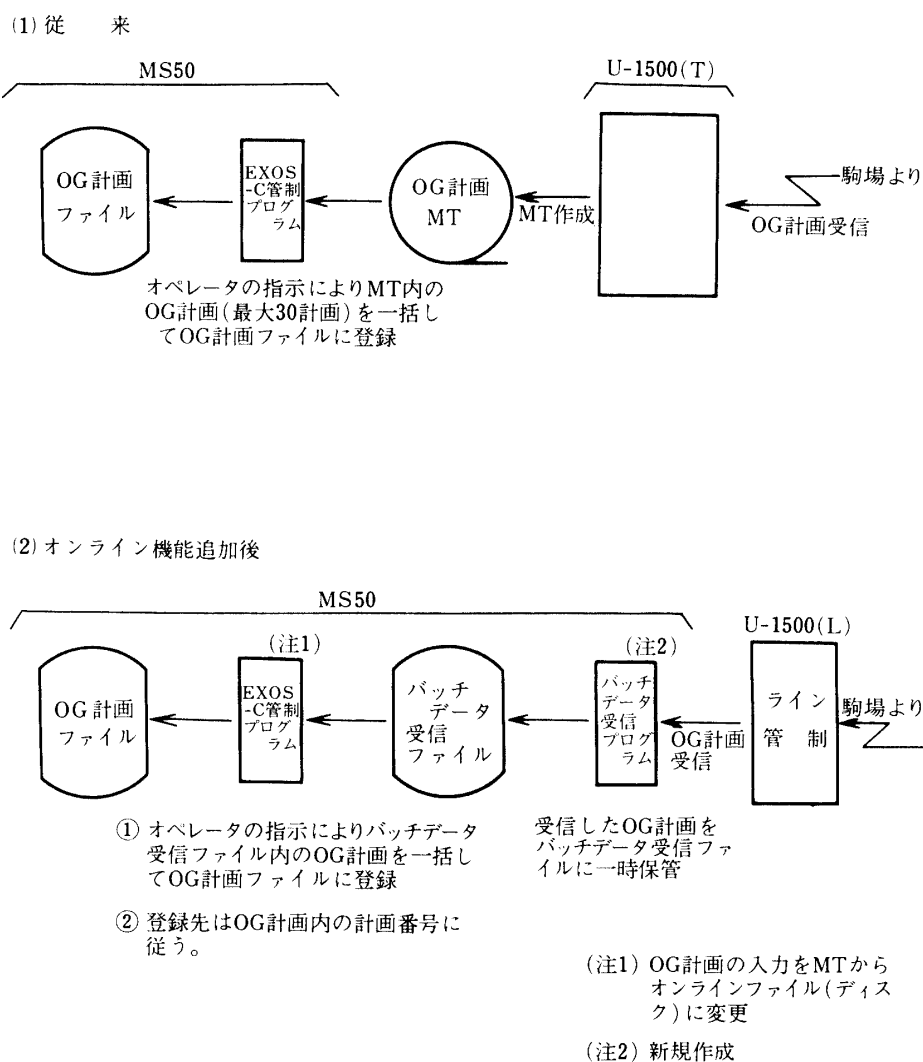 (1) 従　来
MS50
U-1500(T)
OG計画
ファイル
EXOS
-C管制
プログ
ラム
OG計画
MT
MT作成
駒場より
OG計画受信
オペレータの指示によりMT内の
OG計画(最大30計画)を一括し
てOG計画ファイルに登録
(2) オンライン機能追加後
MS50
U-1500(L)
(注1)
(注2)
OG計画
ファイル
EXOS
-C管制
プログ
ラム
バッチ
データ
受信
ファイル
バッチ
データ
受信
プログ
ラム
OG計画
受信
ライン
管　制
駒場より
① オペレータの指示によりバッチデータ
受信ファイル内のOG計画を一括し
てOG計画ファイルに登録
② 登録先はOG計画内の計画番号に
従う。
受信したOG計画を
バッチデータ受信ファ
イルに一時保管
(注1) OG計画の入力をMTから
オンラインファイル(ディス
ク)に変更
(注2) 新規作成